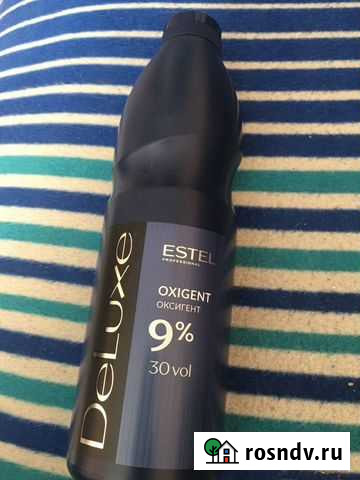 DeLuxe
ESTEL
PROFESSIONAL
OXIGENT
ОКСИГЕНТ
9%
30 vol
rosndv.ru